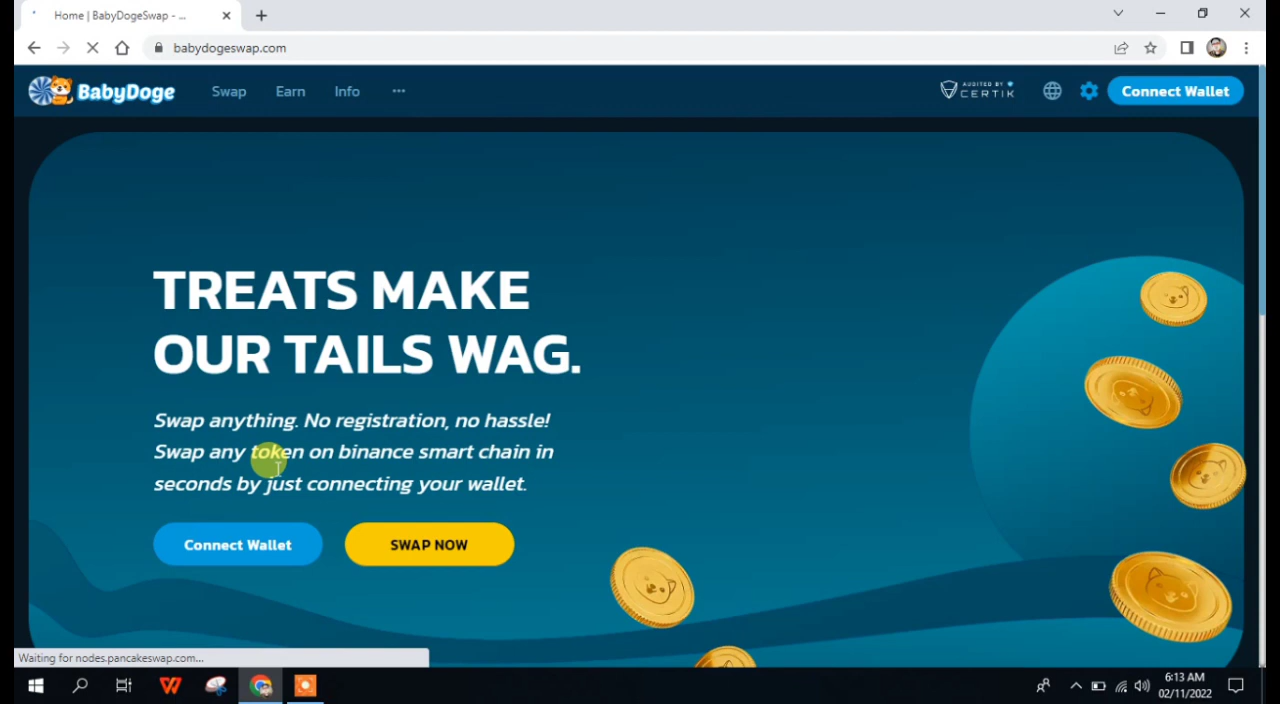 Home | BabyDogeSwap - ...
babydogeswap.com
BabyDoge
Swap
Earn
Info
AUDITED BY
CERTIK
Connect Wallet
TREATS MAKE
OUR TAILS WAG.
Swap anything. No registration, no hassle!
Swap any token on binance smart chain in
seconds by just connecting your wallet.
Connect Wallet
SWAP NOW
Waiting for nodes.pancakeswap.com...
6:13 AM
02/11/2022